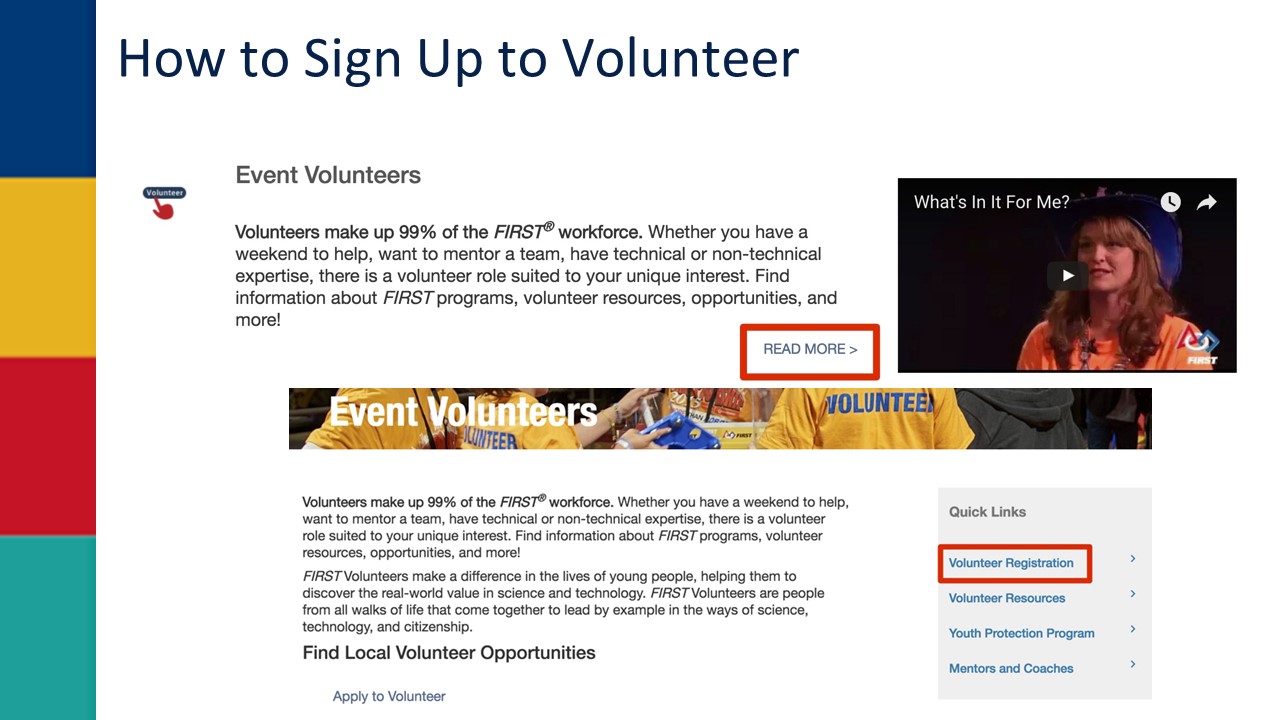 How to Sign Up to Volunteer
Event Volunteers
Volunteer
Volunteers make up 99% of the FIRST® workforce. Whether you have a
weekend to help, want to mentor a team, have technical or non-technical
expertise, there is a volunteer role suited to your unique interest. Find
information about FIRST programs, volunteer resources, opportunities, and
more!
READ MORE >
What's In It For Me?
FIRST
Event Volunteers
VOLUNTEER
VOLUNTEE
FIRST
Volunteers make up 99% of the FIRST® workforce. Whether you have a weekend to help,
want to mentor a team, have technical or non-technical expertise, there is a volunteer
role suited to your unique interest. Find information about FIRST programs, volunteer
resources, opportunities, and more!
FIRST Volunteers make a difference in the lives of young people, helping them to
discover the real-world value in science and technology. FIRST Volunteers are people
from all walks of life that come together to lead by example in the ways of science,
technology, and citizenship.
Find Local Volunteer Opportunities
Apply to Volunteer
Quick Links
Volunteer Registration
Volunteer Resources
Youth Protection Program
Mentors and Coaches